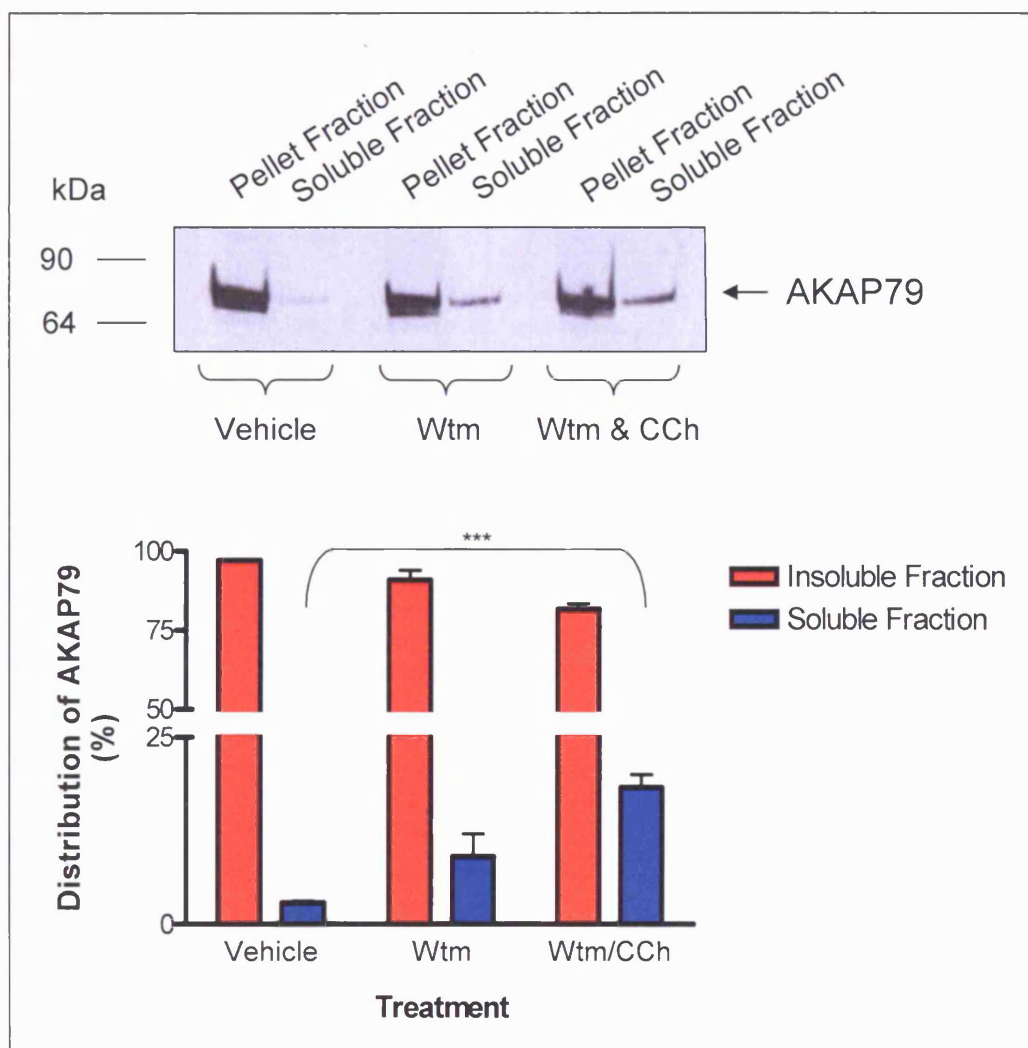 Pellet Fraction
Soluble Fraction
Pellet Fraction
Soluble Fraction
Pellet Fraction
Soluble Fraction
kDa
90
64
AKAP79
Vehicle
Wtm
Wtm & CCh
***
100
75
50
25
0
Distribution of AKAP79
(%)
Insoluble Fraction
Soluble Fraction
Vehicle
Wtm
Wtm/CCh
Treatment